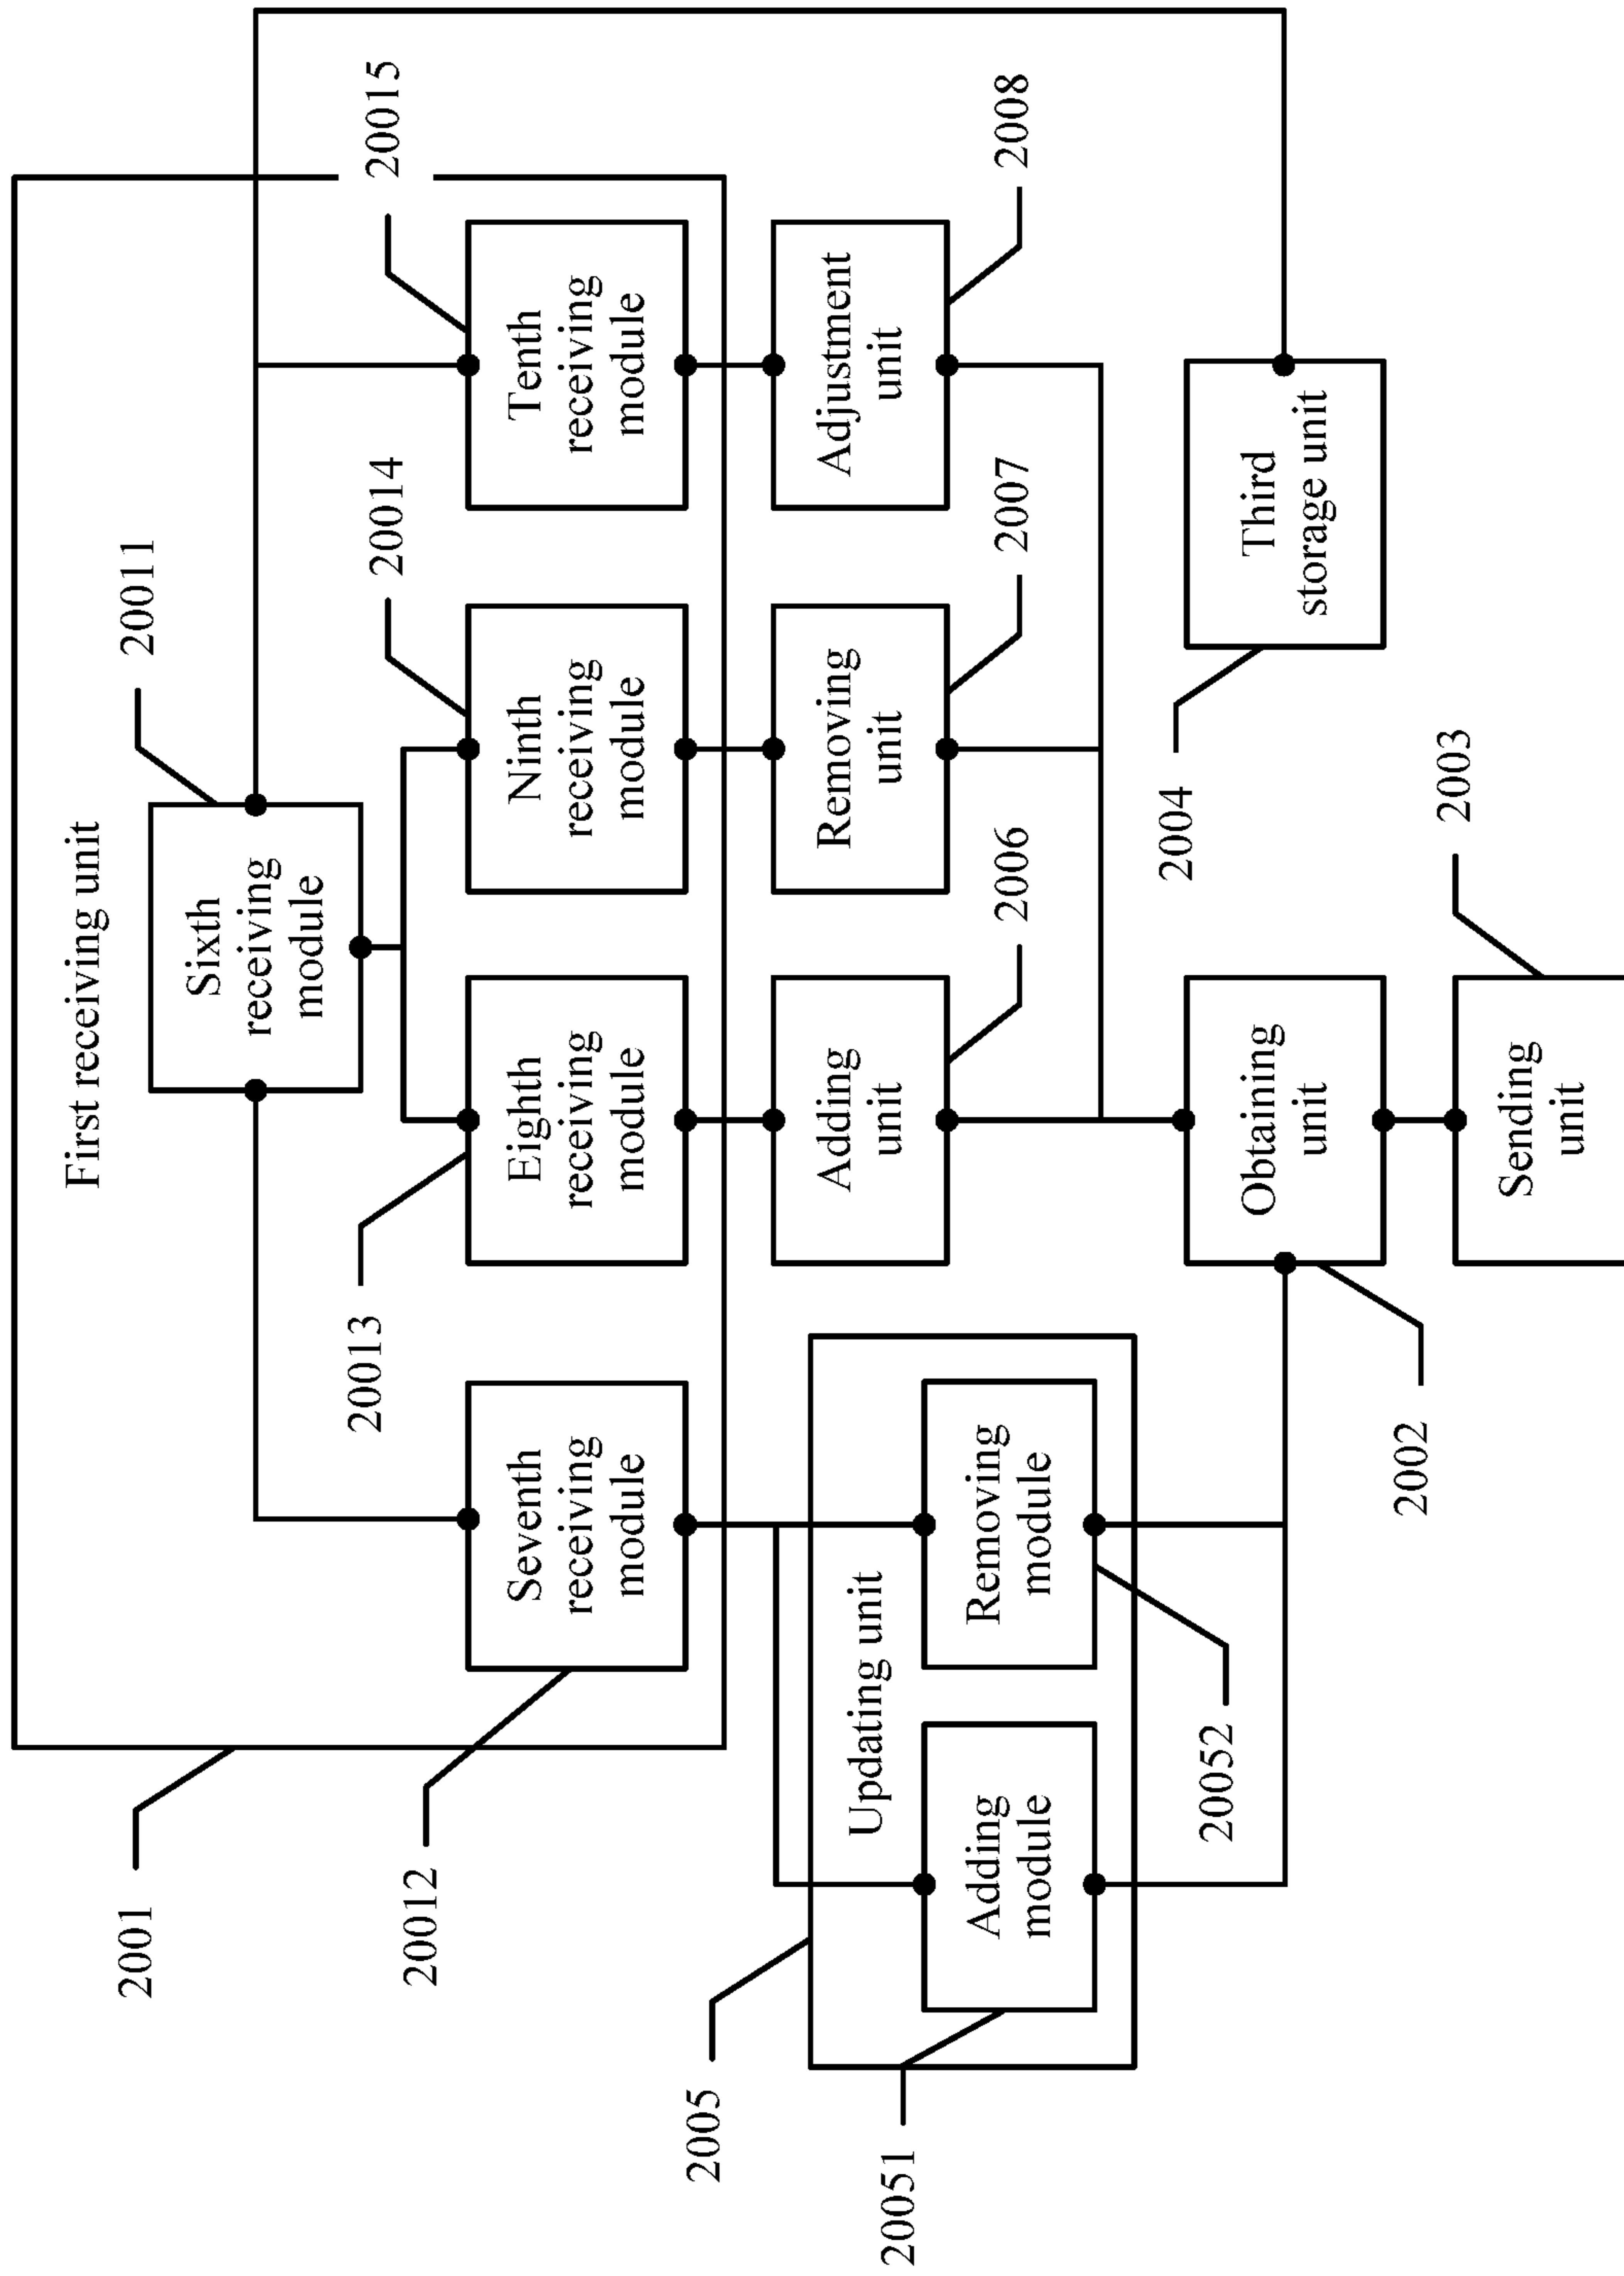 First receiving unit
2001
20011
Sixth
receiving
module
20012
20013
20014
20015
Seventh
receiving
module
Eighth
receiving
module
Ninth
receiving
module
Tenth
receiving
module
2005
Updating unit
20051
Adding
module
20052
Removing
module
Adding
unit
2006
Removing
unit
2007
Adjustment
unit
2008
2002
Obtaining
unit
2004
Third
storage unit
2003
Sending
unit